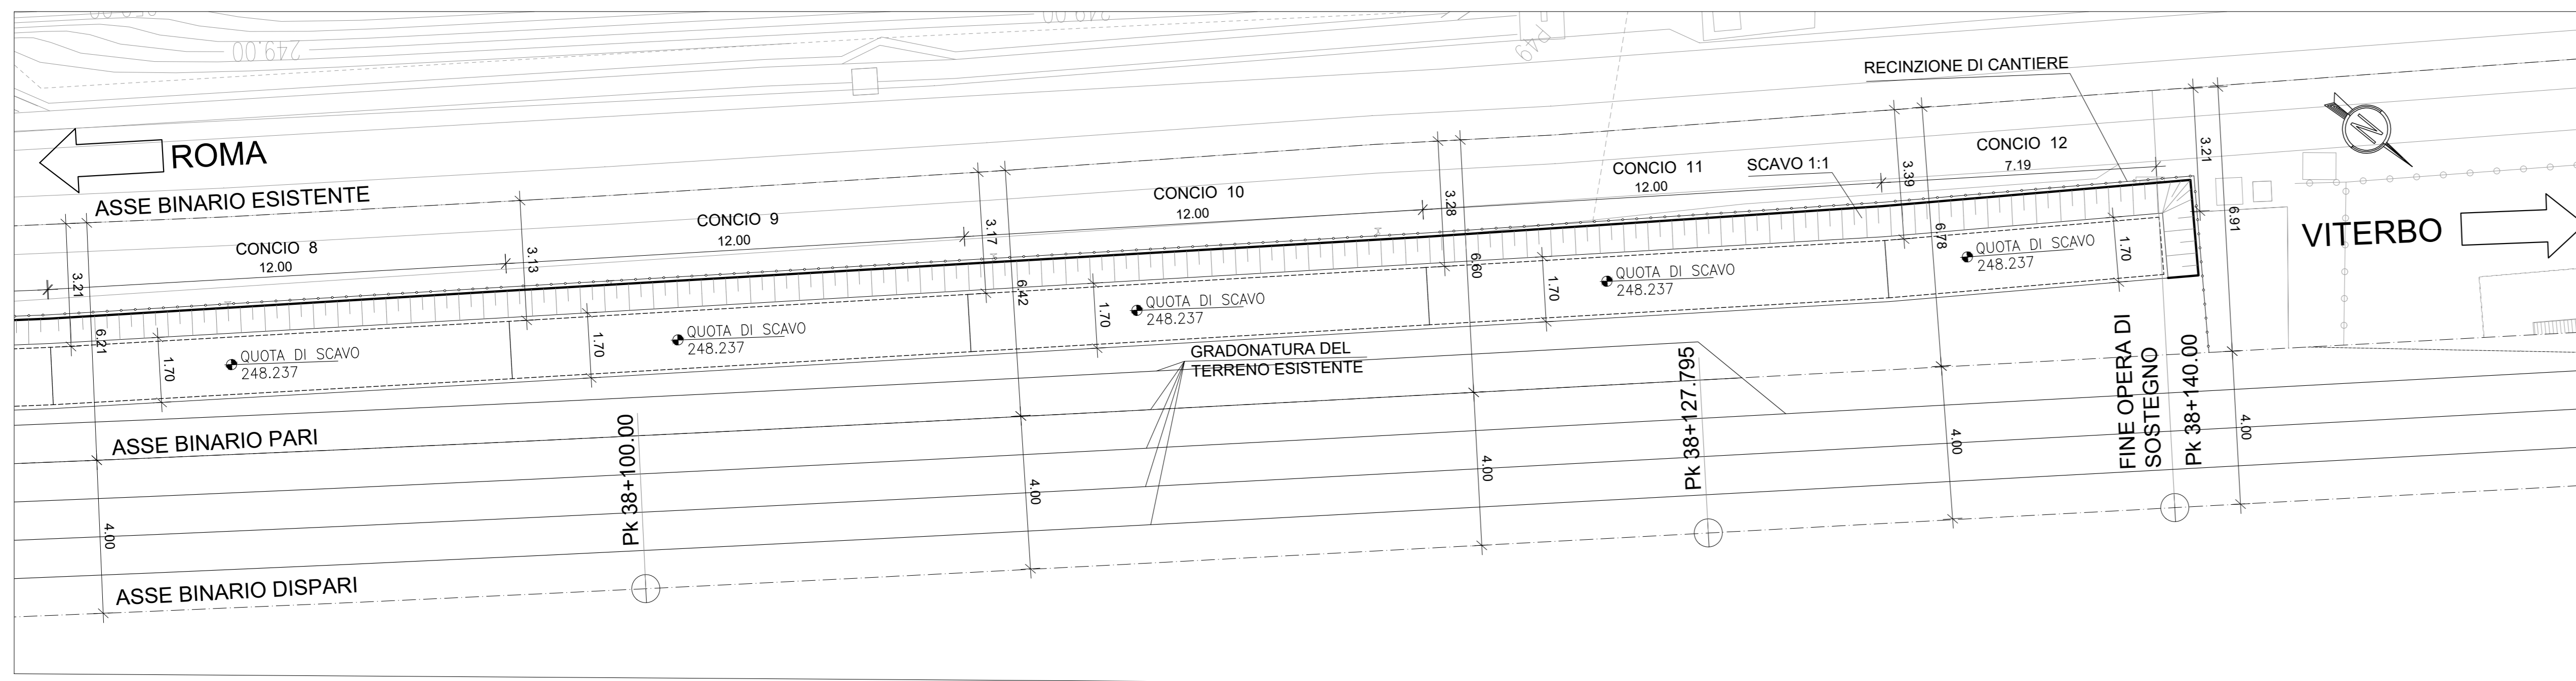 250.00
249.00
249.00
P49
RECINZIONE DI CANTIERE
ROMA
ASSE BINARIO ESISTENTE
CONCIO 8
12.00
CONCIO 9
12.00
CONCIO 10
12.00
CONCIO 11
12.00
SCAVO 1:1
CONCIO 12
7.19
N
VITERBO
3.21
6.21
3.13
3.17
6.42
3.28
6.60
3.39
6.78
3.21
6.91
1.70
QUOTA DI SCAVO
248.237
1.70
QUOTA DI SCAVO
248.237
1.70
QUOTA DI SCAVO
248.237
1.70
QUOTA DI SCAVO
248.237
QUOTA DI SCAVO
248.237
1.70
GRADONATURA DEL
TERRENO ESISTENTE
ASSE BINARIO PARI
Pk 38+100.00
Pk 38+127.795
FINE OPERA DI
SOSTEGNO
Pk 38+140.00
4.00
4.00
4.00
4.00
4.00
ASSE BINARIO DISPARI